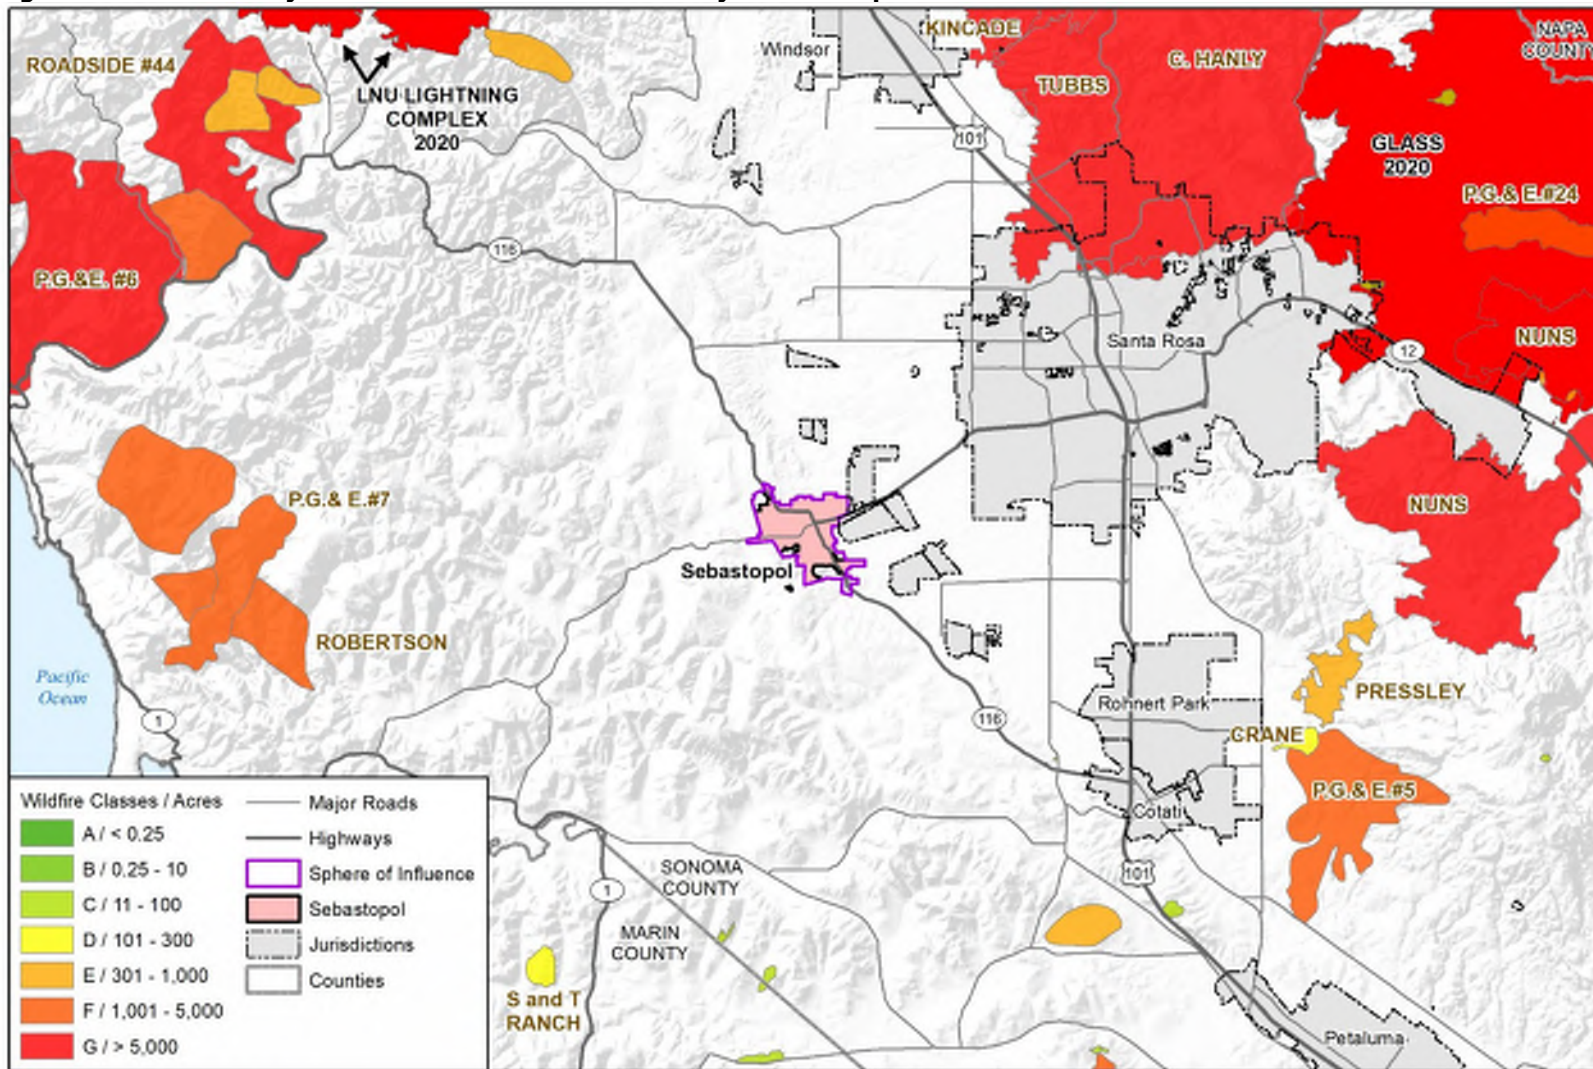 KINCADE
NAPA
COUNTY
Windsor
ROADSIDE #44
C. HANLY
TUBBS
LNU LIGHTNING
COMPLEX
2020
101
GLASS
2020
P.G.& E.#24
116
P.G.&E. #6
NUNS
Santa Rosa
12
P.G.& E.#7
NUNS
Sebastopol
ROBERTSON
Pacific
Ocean
PRESSLEY
Rohnert Park
1
116
CRANE
P.G.& E.#5
Cotati
Wildfire Classes / Acres
A / < 0.25
B / 0.25 - 10
C / 11 - 100
D / 101 - 300
E / 301 - 1,000
F / 1,001 - 5,000
G / > 5,000
Major Roads
Highways
Sphere of Influence
Sebastopol
Jurisdictions
Counties
SONOMA
COUNTY
101
1
MARIN
COUNTY
S and T
RANCH
Petaluma